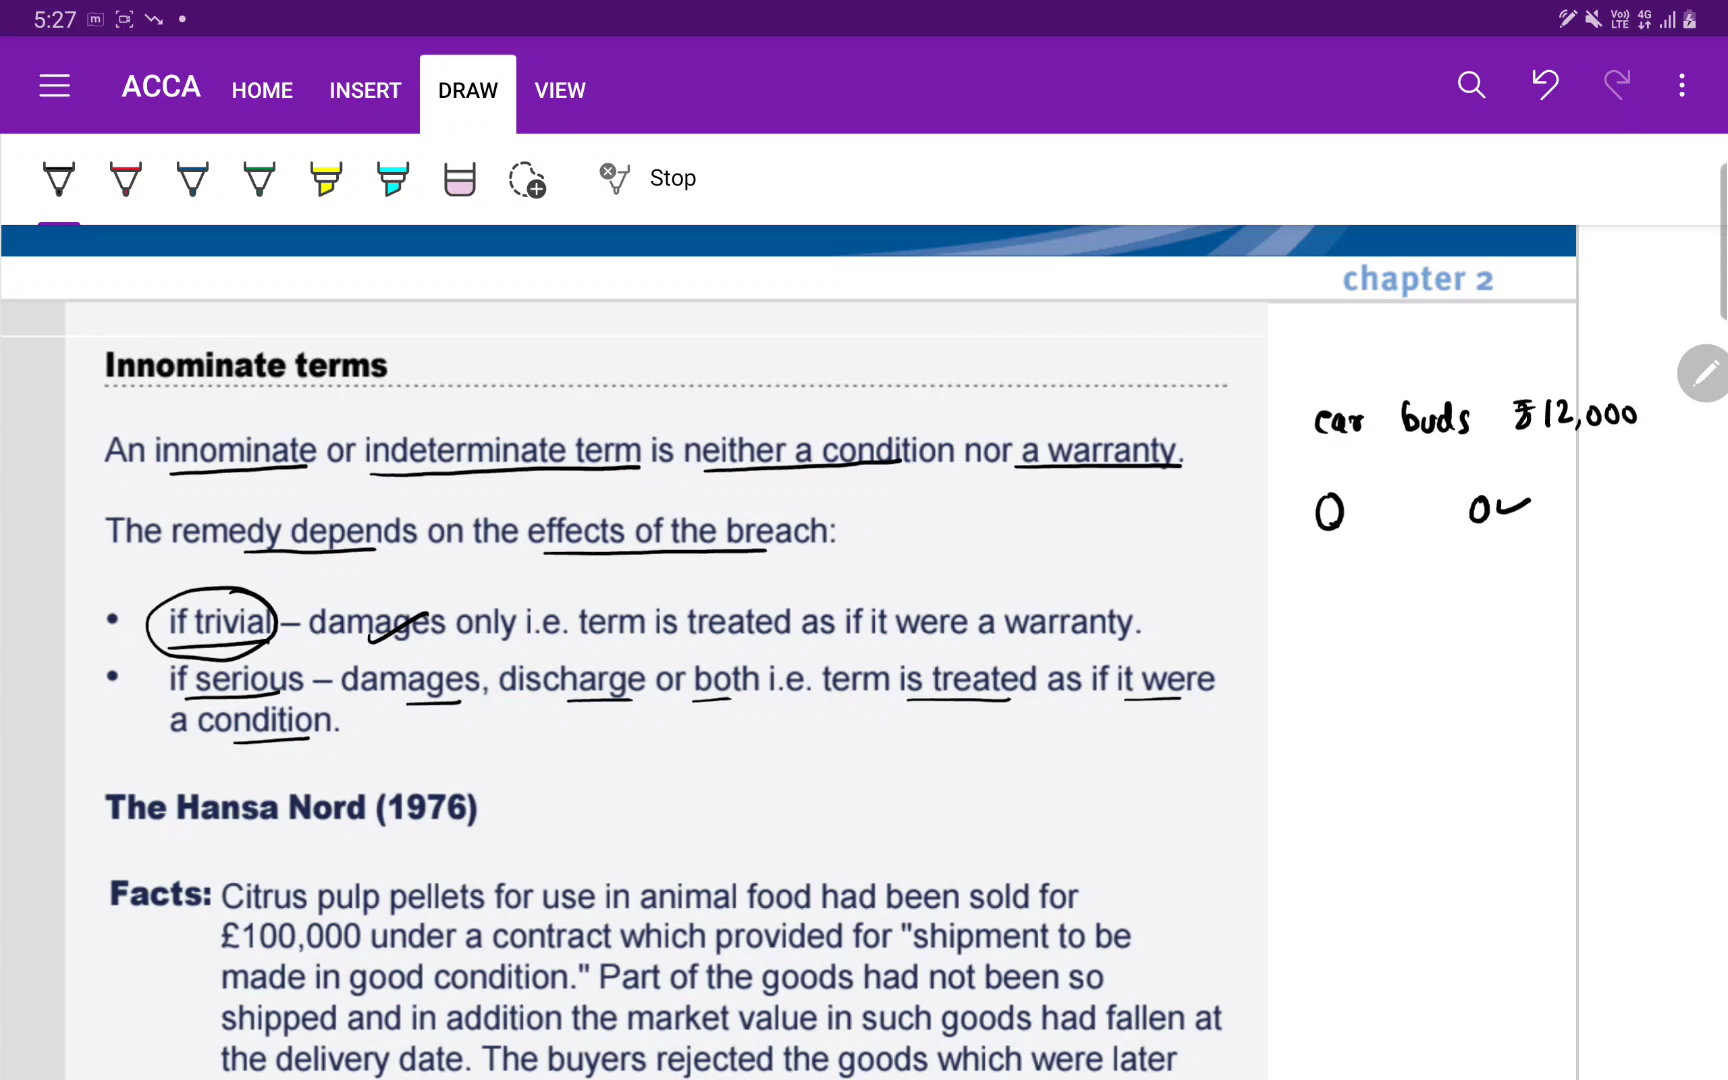 5:27 Vo)) LTE 4G
ACCA HOME INSERT DRAW VIEW
Stop
chapter 2
Innominate terms
An innominate or indeterminate term is neither a condition nor a warranty.
The remedy depends on the effects of the breach:
• if trivial – damages only i.e. term is treated as if it were a warranty.
• if serious – damages, discharge or both i.e. term is treated as if it were
a condition.
The Hansa Nord (1976)
Facts: Citrus pulp pellets for use in animal food had been sold for
£100,000 under a contract which provided for "shipment to be
made in good condition." Part of the goods had not been so
shipped and in addition the market value in such goods had fallen at
the delivery date. The buyers rejected the goods which were later
ear buds ₹12,000